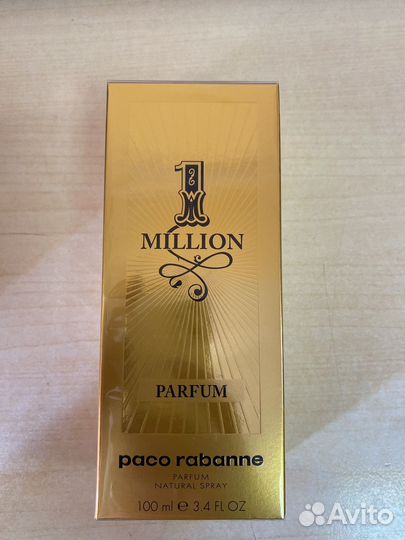 1
MILLION
PARFUM
paco rabanne
PARFUM
NATURAL SPRAY
100 ml ℮ 3.4 FL OZ
Avito